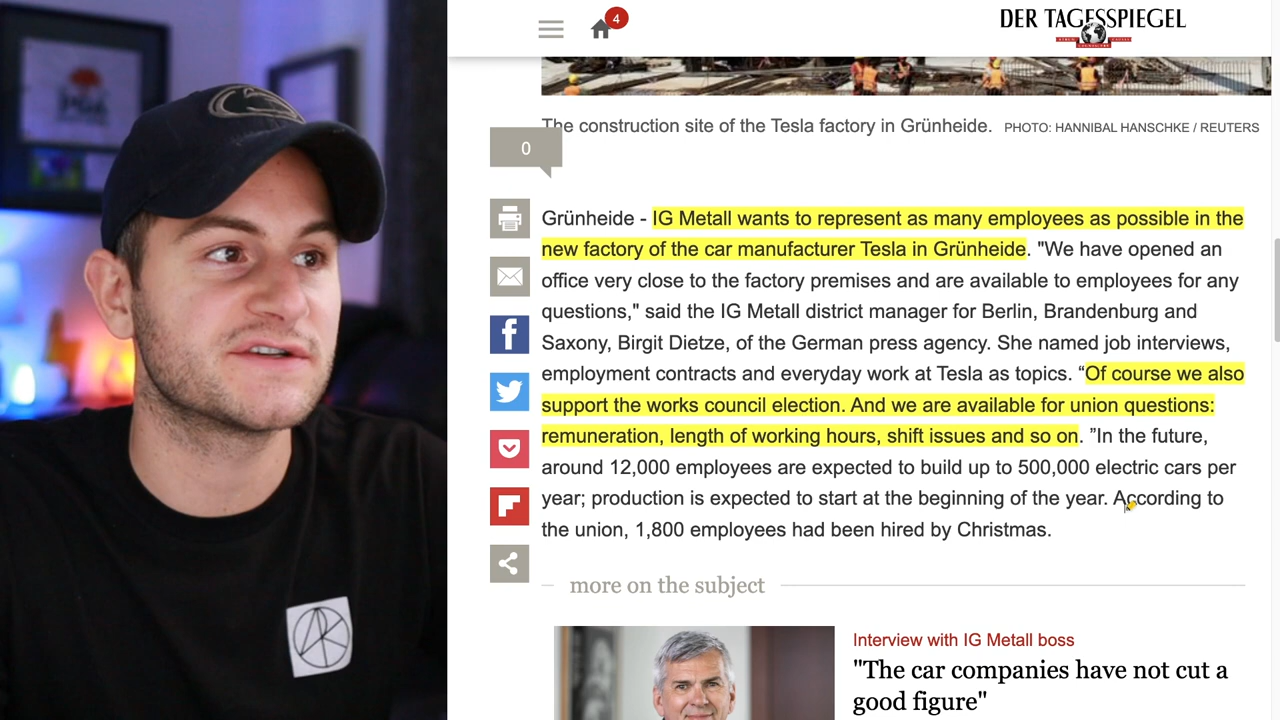 4
DER TAGESSPIEGEL
The construction site of the Tesla factory in Grünheide. PHOTO: HANNIBAL HANSCHKE / REUTERS
0
Grünheide - IG Metall wants to represent as many employees as possible in the
new factory of the car manufacturer Tesla in Grünheide. "We have opened an
office very close to the factory premises and are available to employees for any
questions," said the IG Metall district manager for Berlin, Brandenburg and
Saxony, Birgit Dietze, of the German press agency. She named job interviews,
employment contracts and everyday work at Tesla as topics. “Of course we also
support the works council election. And we are available for union questions:
remuneration, length of working hours, shift issues and so on. ”In the future,
around 12,000 employees are expected to build up to 500,000 electric cars per
year; production is expected to start at the beginning of the year. According to
the union, 1,800 employees had been hired by Christmas.
more on the subject
Interview with IG Metall boss
"The car companies have not cut a
good figure"